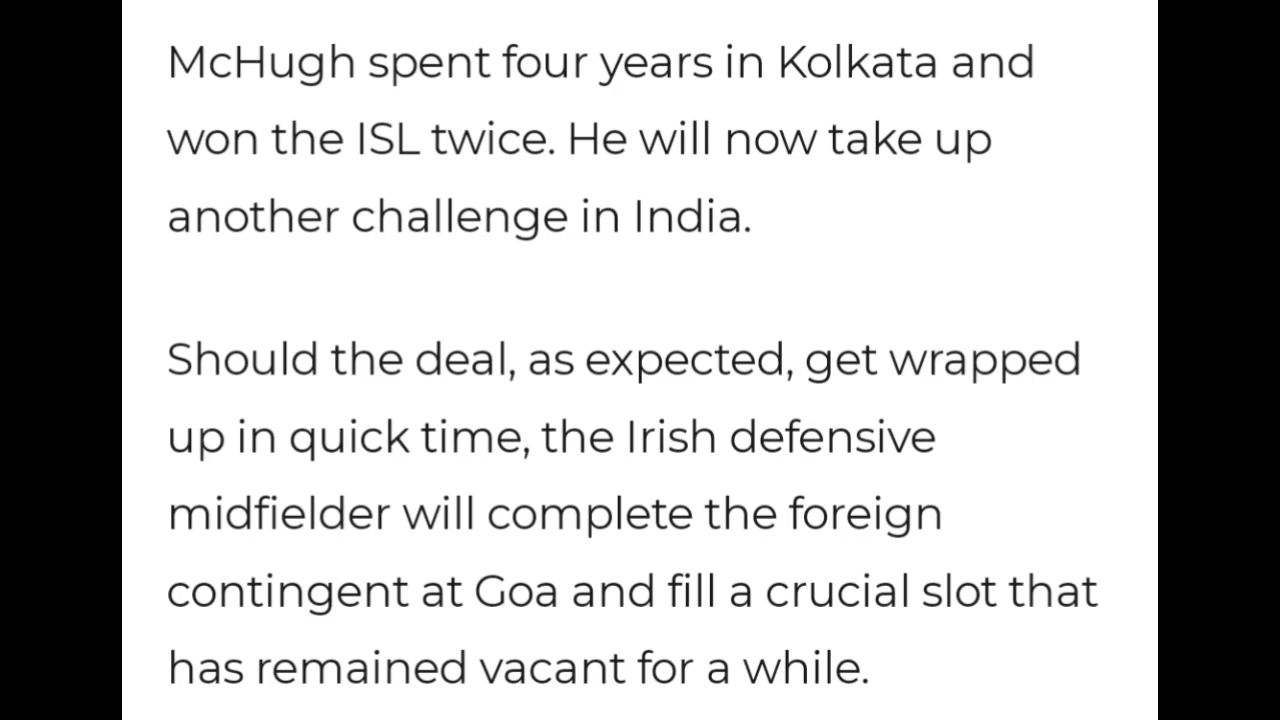 McHugh spent four years in Kolkata and
won the ISL twice. He will now take up
another challenge in India.
Should the deal, as expected, get wrapped
up in quick time, the Irish defensive
midfielder will complete the foreign
contingent at Goa and fill a crucial slot that
has remained vacant for a while.